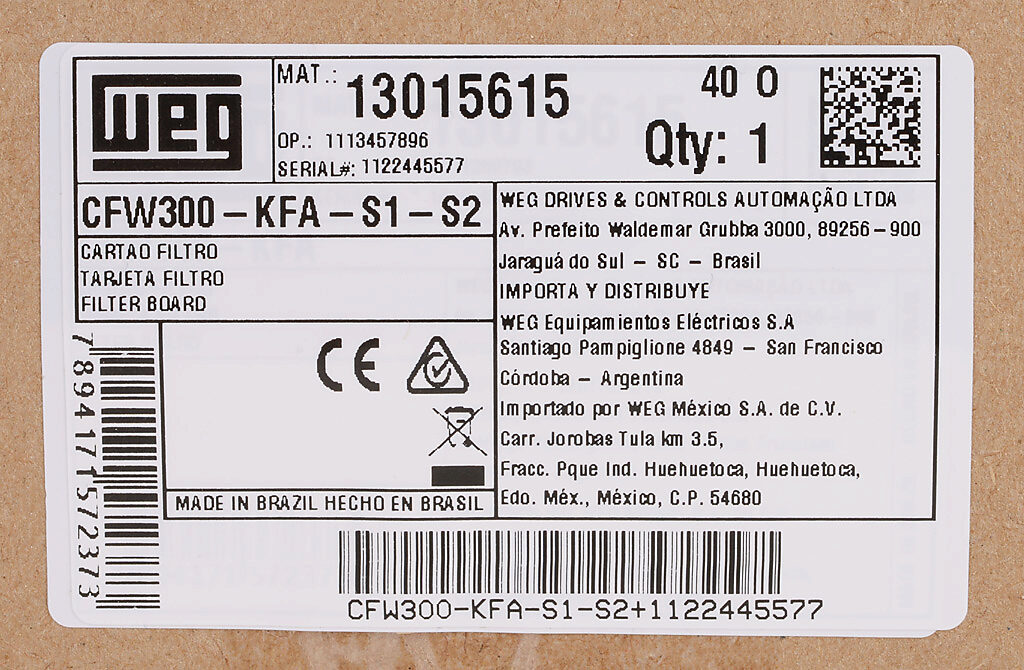 weg
MAT.: 13015615
40 0
OP.: 1113457896
Qty: 1
SERIAL#: 1122445577
CFW300-KFA-S1-S2
CARTAO FILTRO
TARJETA FILTRO
FILTER BOARD
WEG DRIVES & CONTROLS AUTOMAÇÃO LTDA
Av. Prefeito Waldemar Grubba 3000, 89256-900
Jaraguá do Sul - SC - Brasil
IMPORTA Y DISTRIBUYE
WEG Equipamientos Eléctricos S.A
Santiago Pampiglione 4849 - San Francisco
Córdoba - Argentina
Importado por WEG México S.A. de C.V.
Carr. Jorobas Tula km 3.5,
Fracc. Pque Ind. Huehuetoca, Huehuetoca,
Edo. Méx., México, C.P. 54680
CE
MADE IN BRAZIL HECHO EN BRASIL
7894171572373
CFW300-KFA-S1-S2+1122445577